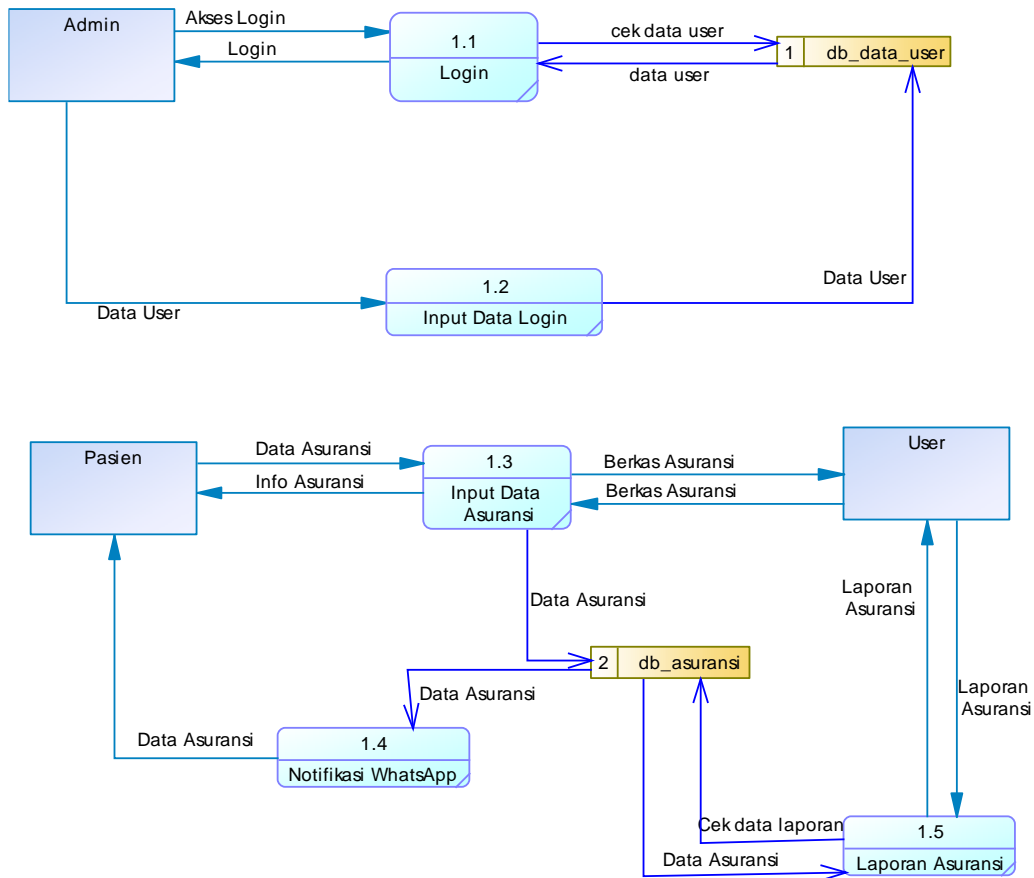 Admin
Akses Login
Login
1.1
Login
cek data user
data user
1 db_data_user
Data User
1.2
Input Data Login
Data User
Pasien
Data Asuransi
Info Asuransi
1.3
Input Data
Asuransi
Berkas Asuransi
Berkas Asuransi
User
Data Asuransi
Laporan
Asuransi
Laporan
Asuransi
2 db_asuransi
Data Asuransi
Data Asuransi
1.4
Notifikasi WhatsApp
Cek data laporan
Data Asuransi
1.5
Laporan Asuransi